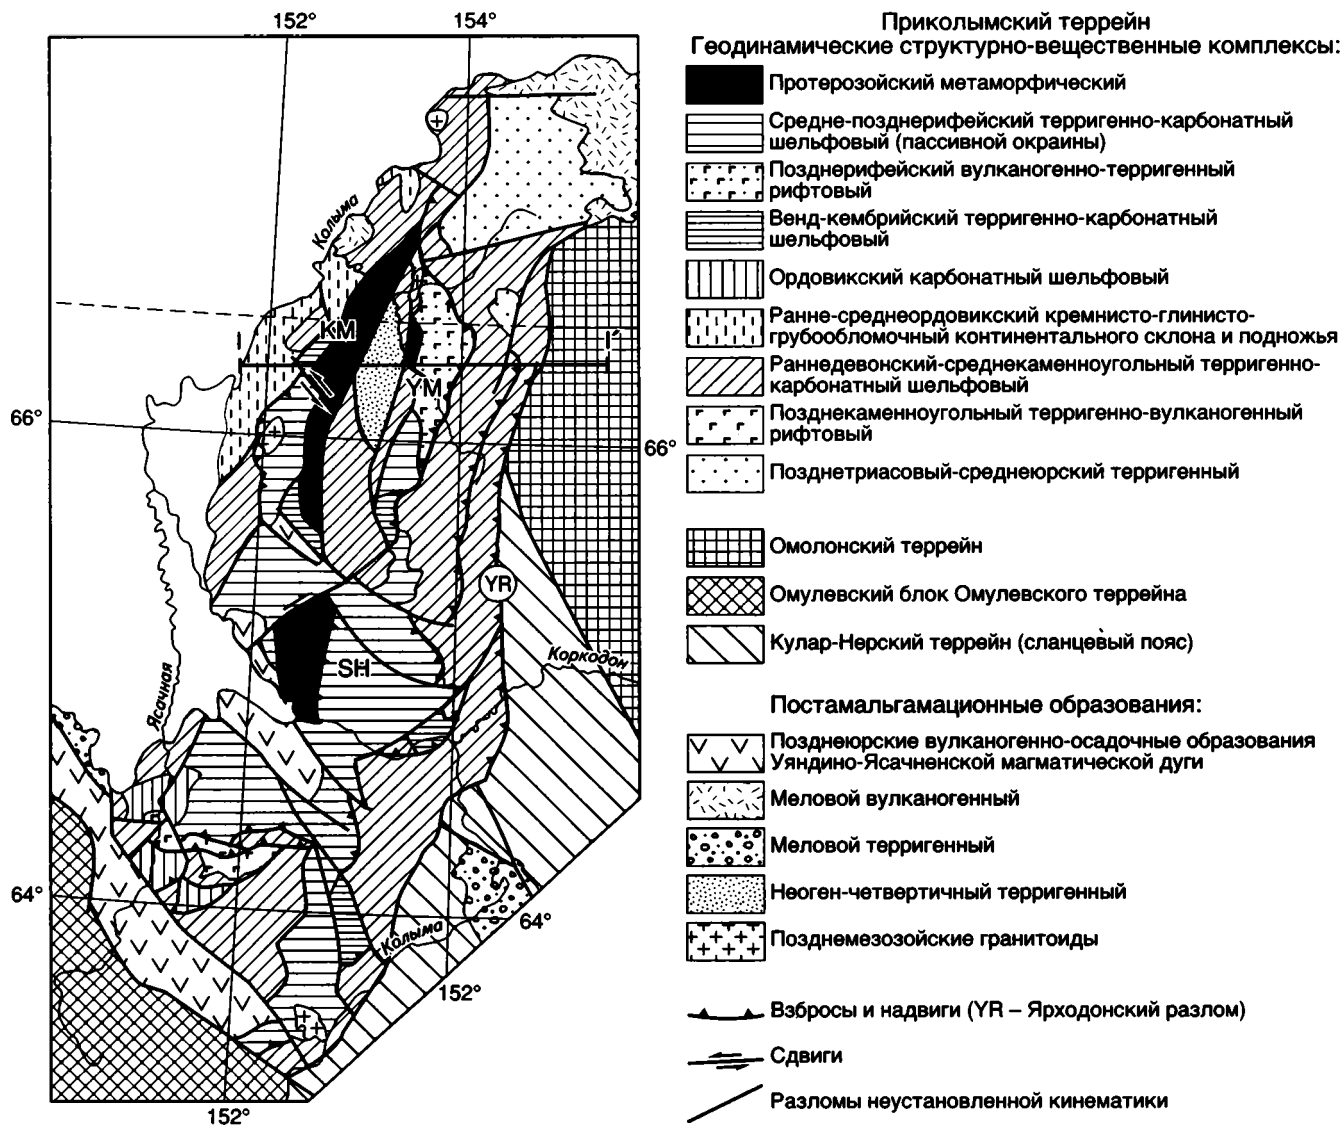 152° 154°
Колыма
KM
I I'
YM
66°
66°
YR
Коркодон
SH
Ясачная
64°
64°
Колыма
152°
152°
Приколымский террейн
Геодинамические структурно-вещественные комплексы:
Протерозойский метаморфический
Средне-позднерифейский терригенно-карбонатный
шельфовый (пассивной окраины)
Позднерифейский вулканогенно-терригенный
рифтовый
Венд-кембрийский терригенно-карбонатный
шельфовый
Ордовикский карбонатный шельфовый
Ранне-среднеордовикский кремнисто-глинисто-
грубообломочный континентального склона и подножья
Раннедевонский-среднекаменноугольный терригенно-
карбонатный шельфовый
Позднекаменноугольный терригенно-вулканогенный
рифтовый
Позднетриасовый-среднеюрский терригенный
Омолонский террейн
Омулевский блок Омулевского террейна
Кулар-Нерский террейн (сланцевый пояс)
Постамальгамационные образования:
Позднеюрские вулканогенно-осадочные образования
Уяндино-Ясачненской магматической дуги
Меловой вулканогенный
Меловой терригенный
Неоген-четвертичный терригенный
Позднемезозойские гранитоиды
Взбросы и надвиги (YR – Ярходонский разлом)
Сдвиги
Разломы неустановленной кинематики